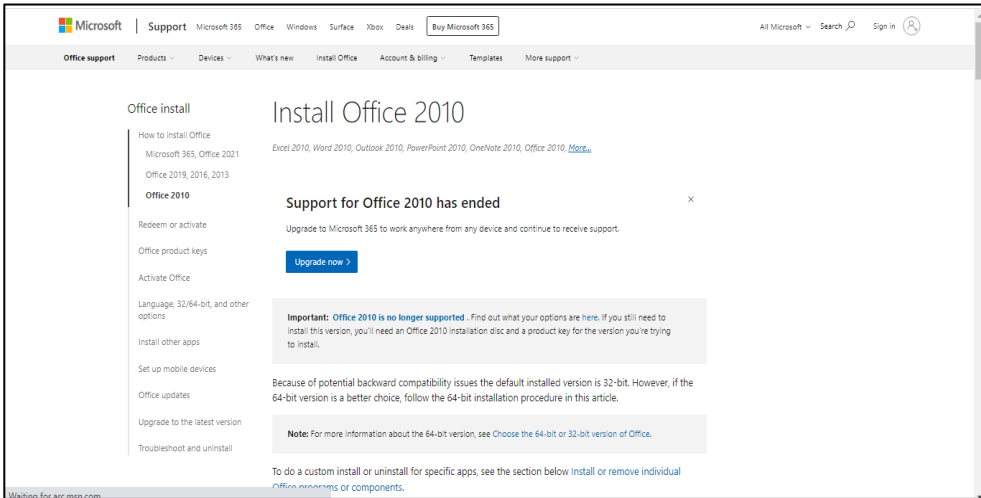 Microsoft Support Microsoft 365 Office Windows Surface Xbox Deals Buy Microsoft 365 All Microsoft Search Sign in
Office support Products Devices What's new Install Office Account & billing Templates More support
Office install
How to install Office
Microsoft 365, Office 2021
Office 2019, 2016, 2013
Office 2010
Redeem or activate
Office product keys
Activate Office
Language, 32/64-bit, and other
options
Install other apps
Set up mobile devices
Office updates
Upgrade to the latest version
Troubleshoot and uninstall
Install Office 2010
Excel 2010, Word 2010, Outlook 2010, PowerPoint 2010, OneNote 2010, Office 2010, More...
Support for Office 2010 has ended
Upgrade to Microsoft 365 to work anywhere from any device and continue to receive support.
Upgrade now >
Important: Office 2010 is no longer supported . Find out what your options are here. If you still need to
install this version, you'll need an Office 2010 installation disc and a product key for the version you're trying
to install.
Because of potential backward compatibility issues the default installed version is 32-bit. However, if the
64-bit version is a better choice, follow the 64-bit installation procedure in this article.
Note: For more information about the 64-bit version, see Choose the 64-bit or 32-bit version of Office.
To do a custom install or uninstall for specific apps, see the section below Install or remove individual
Office programs or components.
Waiting for arc.msn.com